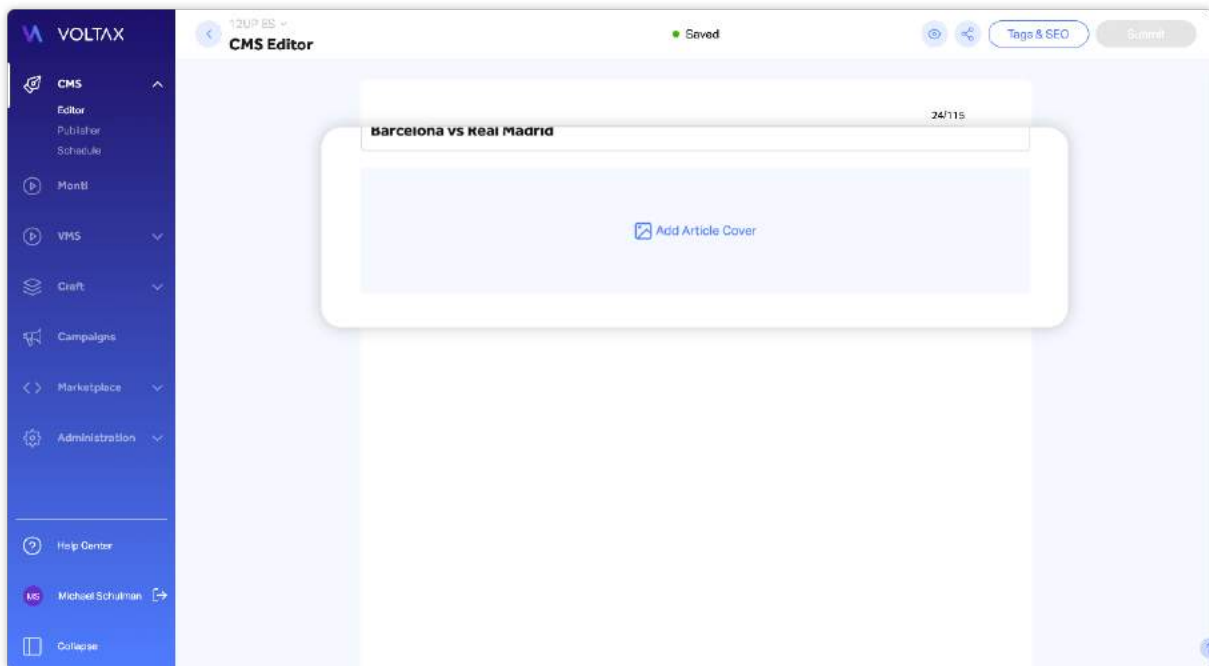 VOLTAX
CMS
Editor
Publisher
Schedule
Monti
VMS
Craft
Campaigns
Marketplace
Administration
Help Center
MS
Michael Schulman
Collapse
12UP ES
CMS Editor
Saved
Tags & SEO
Submit
24/115
Barcelona vs Real Madrid
Add Article Cover